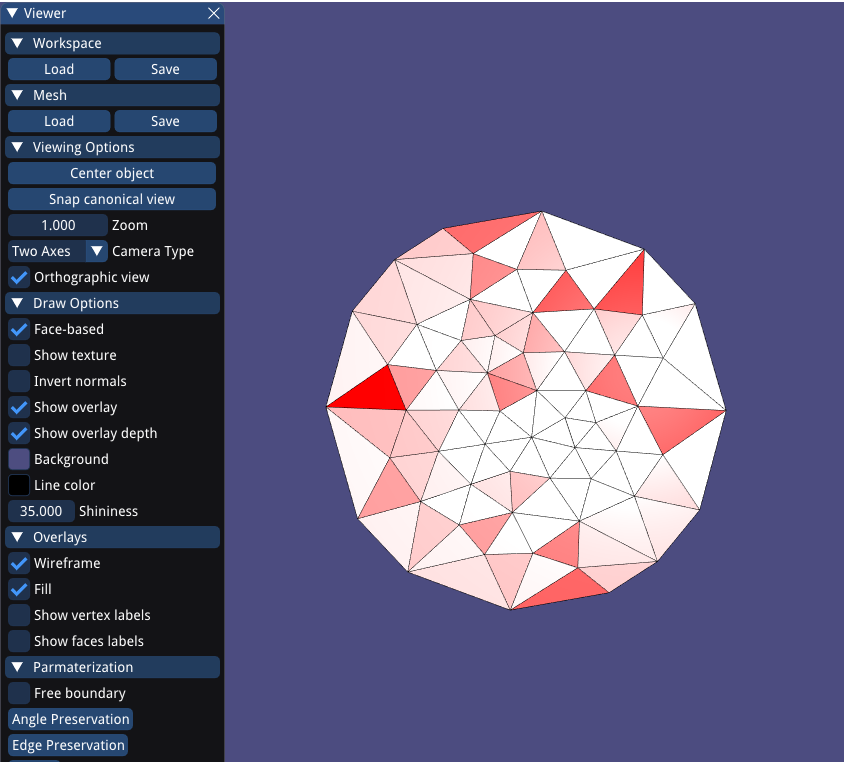 Viewer
Workspace
Load Save
Mesh
Load Save
Viewing Options
Center object
Snap canonical view
1.000 Zoom
Two Axes Camera Type
Orthographic view
Draw Options
Face-based
Show texture
Invert normals
Show overlay
Show overlay depth
Background
Line color
35.000 Shininess
Overlays
Wireframe
Fill
Show vertex labels
Show faces labels
Parmaterization
Free boundary
Angle Preservation
Edge Preservation